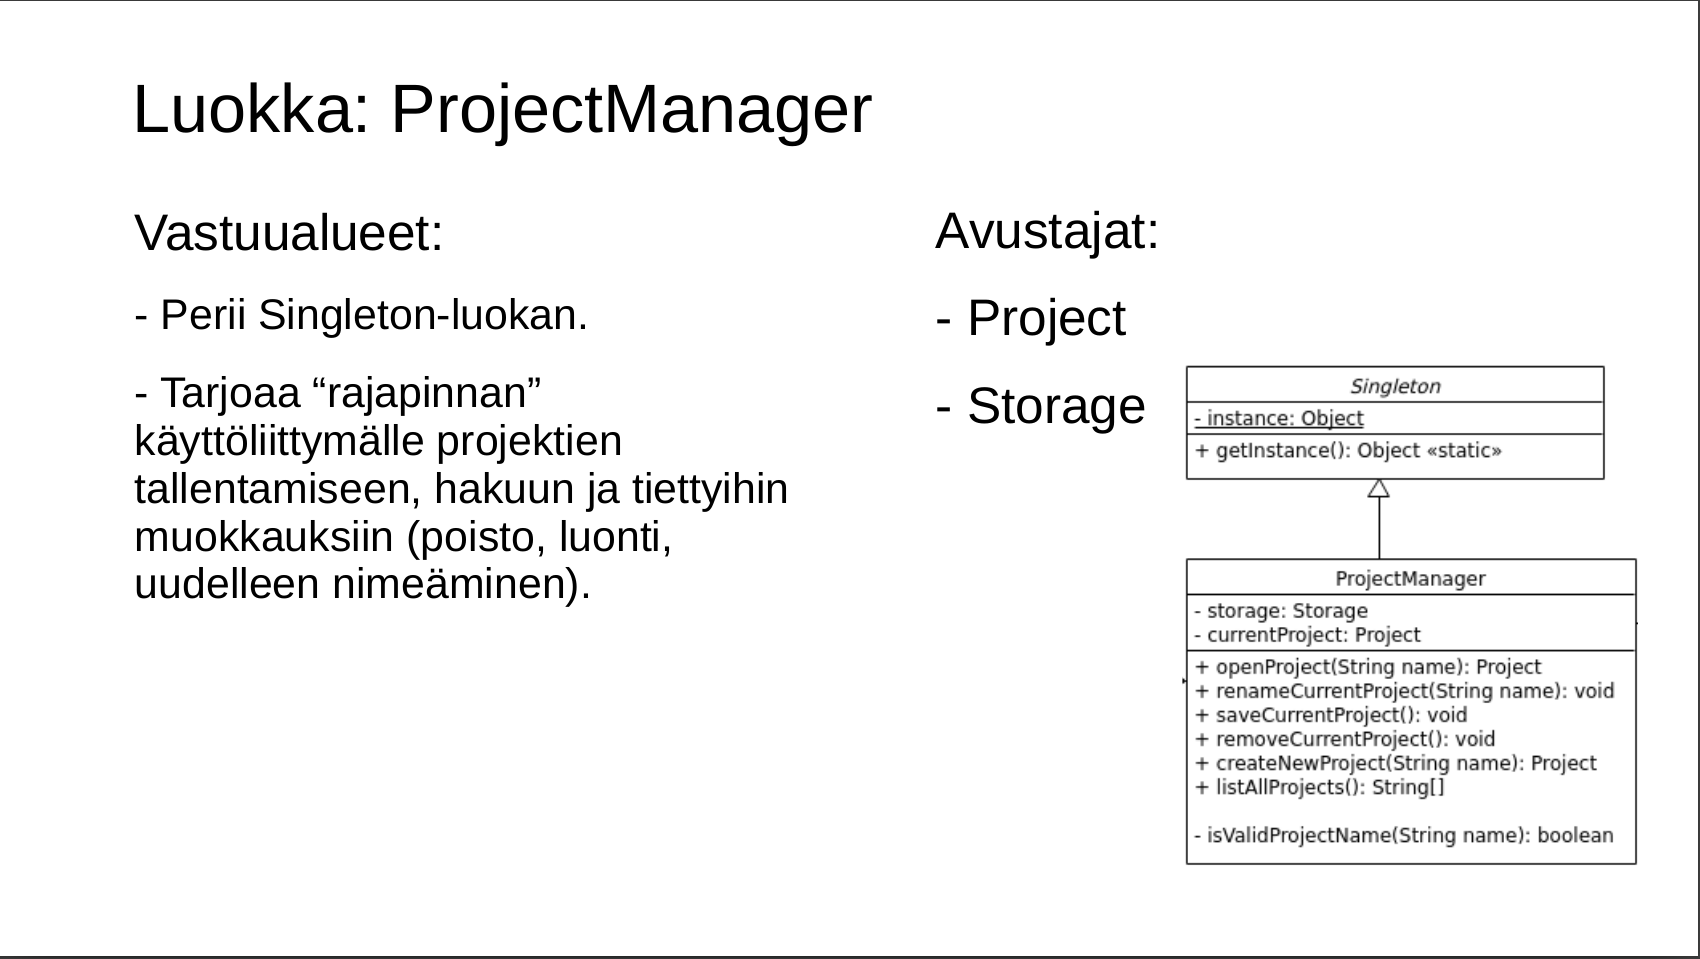 Luokka: ProjectManager
Vastuualueet:
- Perii Singleton-luokan.
- Tarjoaa “rajapinnan”
käyttöliittymälle projektien
tallentamiseen, hakuun ja tiettyihin
muokkauksiin (poisto, luonti,
uudelleen nimeäminen).
Avustajat:
- Project
- Storage
Singleton
- instance: Object
+ getInstance(): Object «static»
ProjectManager
- storage: Storage
- currentProject: Project
+ openProject(String name): Project
+ renameCurrentProject(String name): void
+ saveCurrentProject(): void
+ removeCurrentProject(): void
+ createNewProject(String name): Project
+ listAllProjects(): String[]
- isValidProjectName(String name): boolean